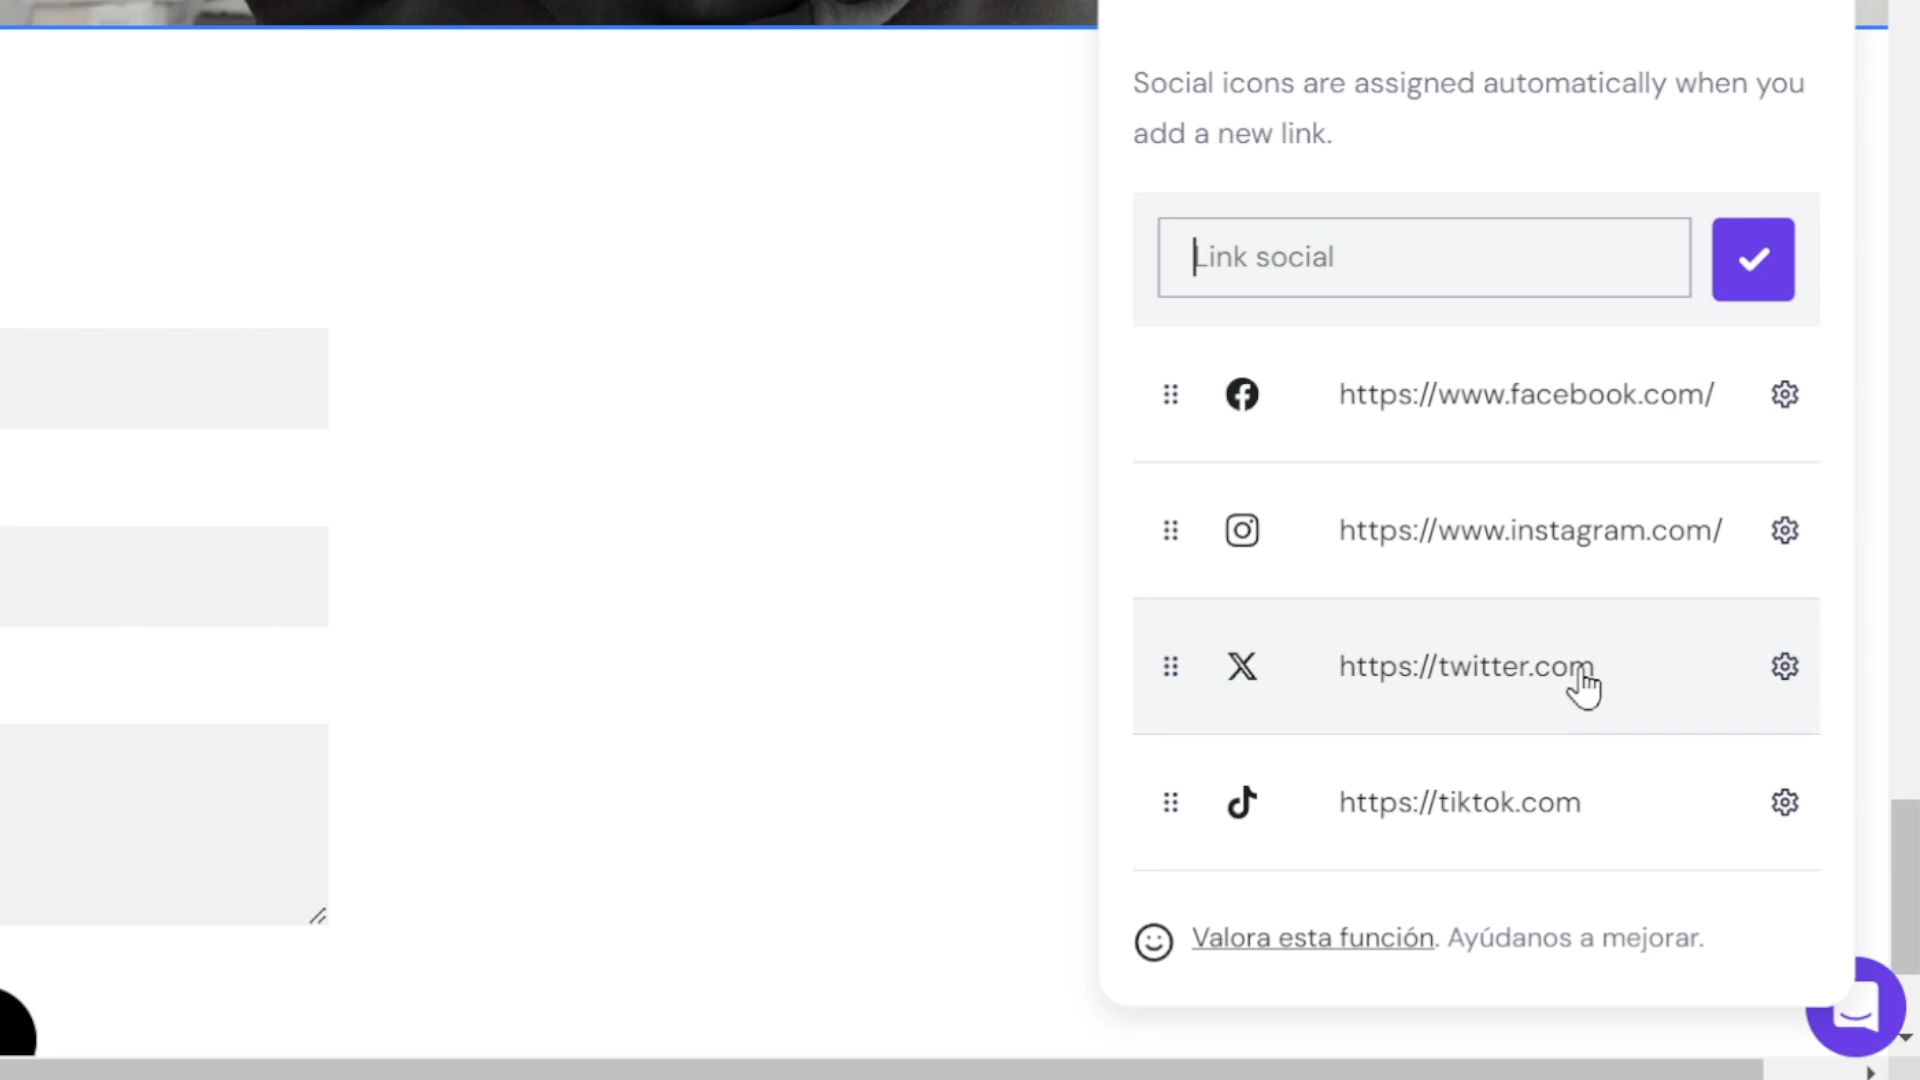 Social icons are assigned automatically when you
add a new link.
Link social
https://www.facebook.com/
https://www.instagram.com/
https://twitter.com
https://tiktok.com
Valora esta función. Ayúdanos a mejorar.